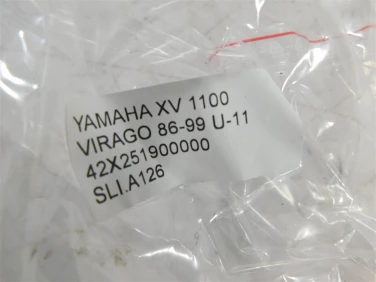 YAMAHA XV 1100
VIRAGO 86-99 U-11
42X251900000
SLI.A126